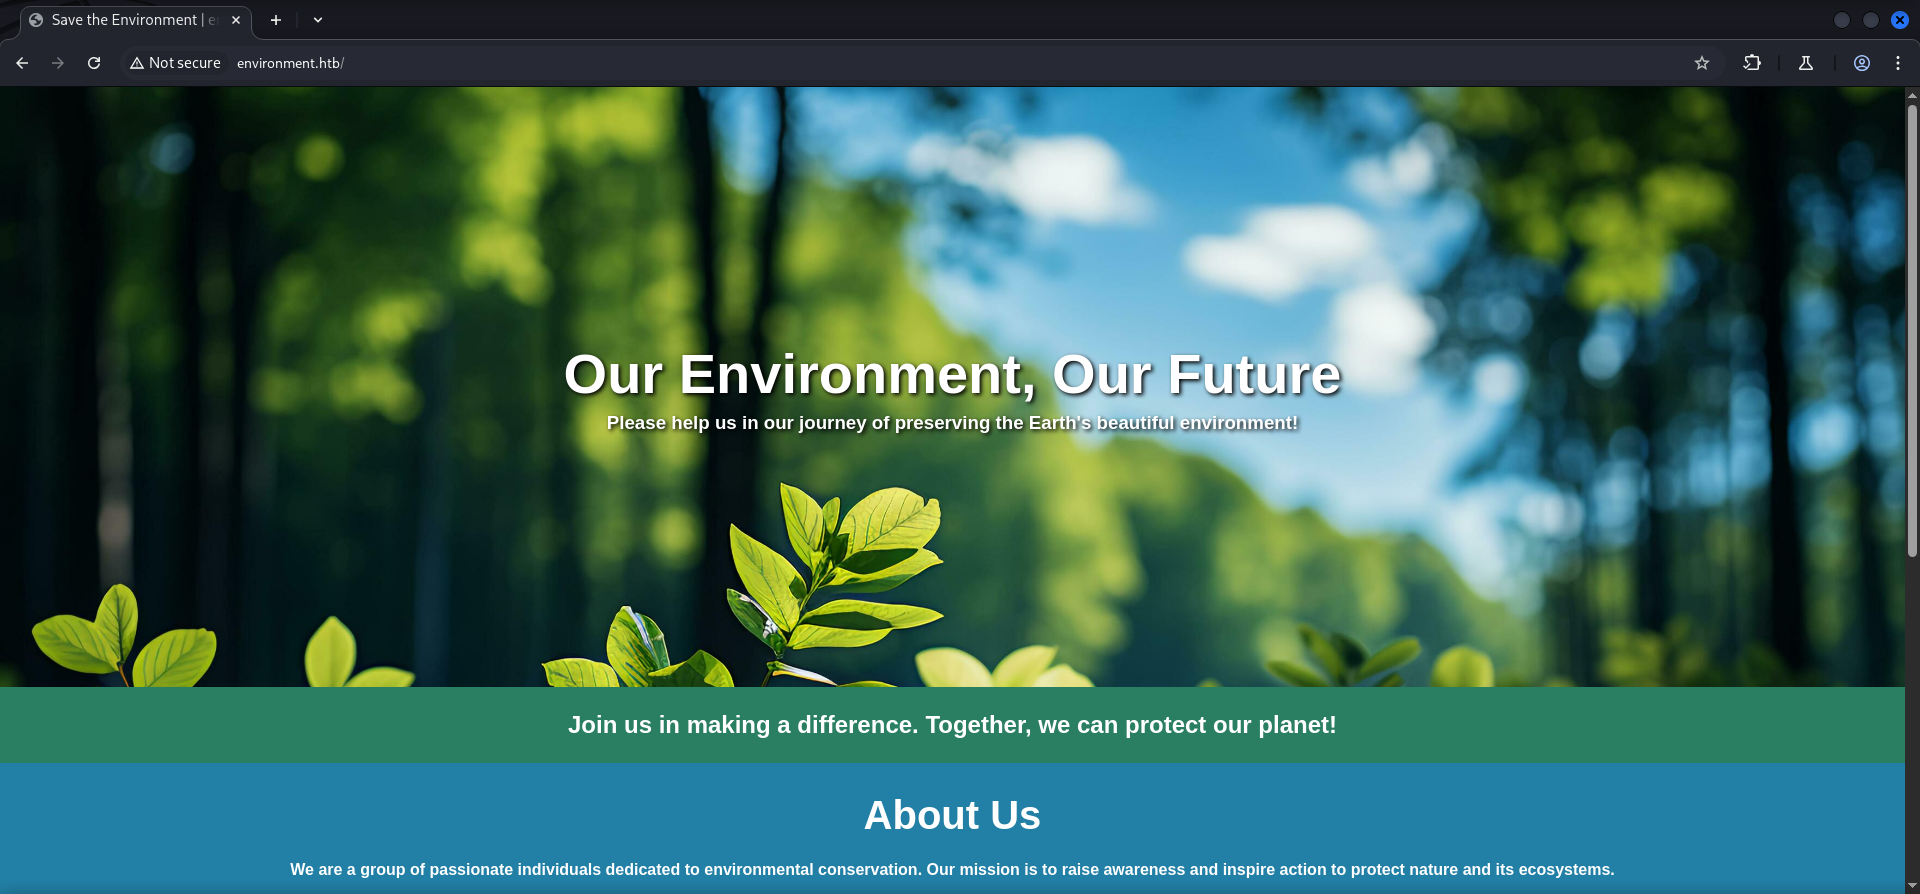 Save the Environment |
Not secure
environment.htb/
Our Environment, Our Future
Please help us in our journey of preserving the Earth's beautiful environment!
Join us in making a difference. Together, we can protect our planet!
About Us
We are a group of passionate individuals dedicated to environmental conservation. Our mission is to raise awareness and inspire action to protect nature and its ecosystems.